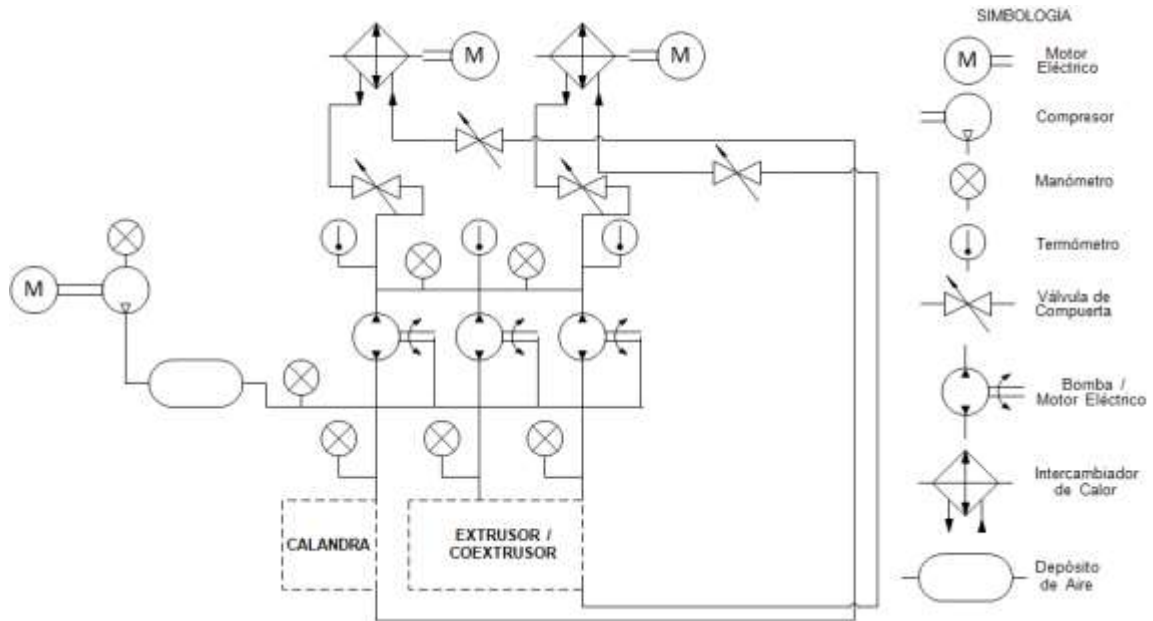 M
M
M
CALANDRA
EXTRUSOR /
COEXTRUSOR
SIMBOLOGÍA
M
Motor
Eléctrico
Compresor
Manómetro
Termómetro
Válvula de
Compuerta
Bomba /
Motor Eléctrico
Intercambiador
de Calor
Depósito
de Aire